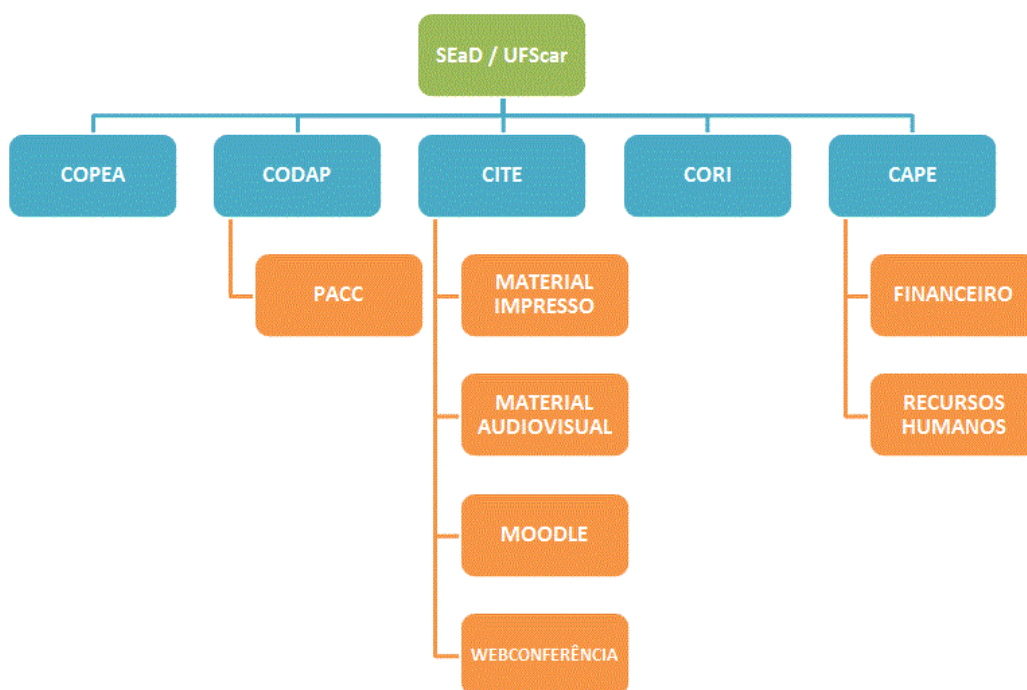 SEaD / UFScar
COPEA
CODAP
CITE
CORI
CAPE
PACC
MATERIAL
IMPRESSO
FINANCEIRO
MATERIAL
AUDIOVISUAL
RECURSOS
HUMANOS
MOODLE
WEBCONFERÊNCIA